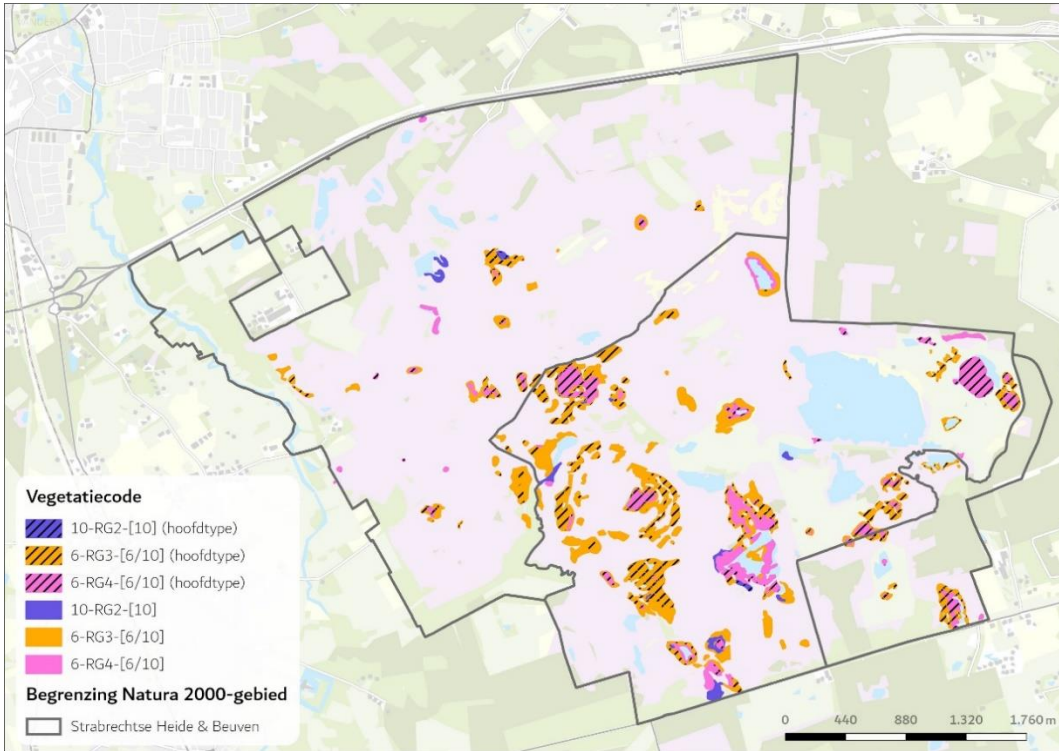 Vegetatiecode
10-RG2-[10] (hoofdtype)
6-RG3-[6/10] (hoofdtype)
6-RG4-[6/10] (hoofdtype)
10-RG2-[10]
6-RG3-[6/10]
6-RG4-[6/10]
Begrenzing Natura 2000-gebied
Strabrechtse Heide & Beuven
0 440 880 1.320 1.760 m